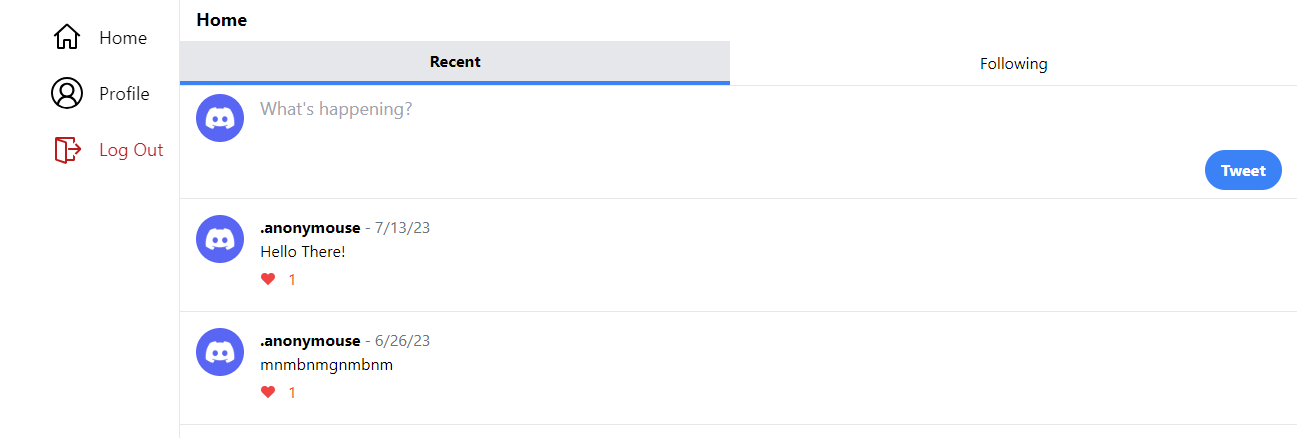 Home
Profile
Log Out
Home
Recent
Following
What's happening?
Tweet
.anonymouse - 7/13/23
Hello There!
1
.anonymouse - 6/26/23
mnmbnmgnmbnm
1